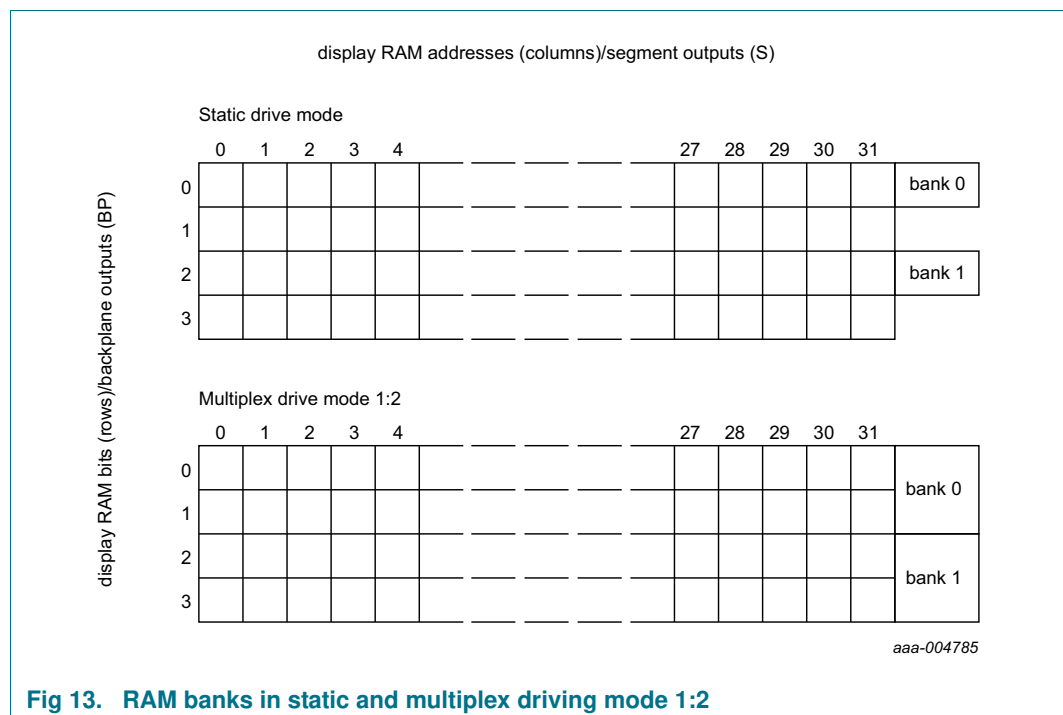 display RAM addresses (columns)/segment outputs (S)
display RAM bits (rows)/backplane outputs (BP)
Static drive mode
0 1 2 3 4 27 28 29 30 31
0 bank 0
1
2 bank 1
3
Multiplex drive mode 1:2
0 1 2 3 4 27 28 29 30 31
0
bank 0
1
2
bank 1
3
aaa-004785
Fig 13. RAM banks in static and multiplex driving mode 1:2